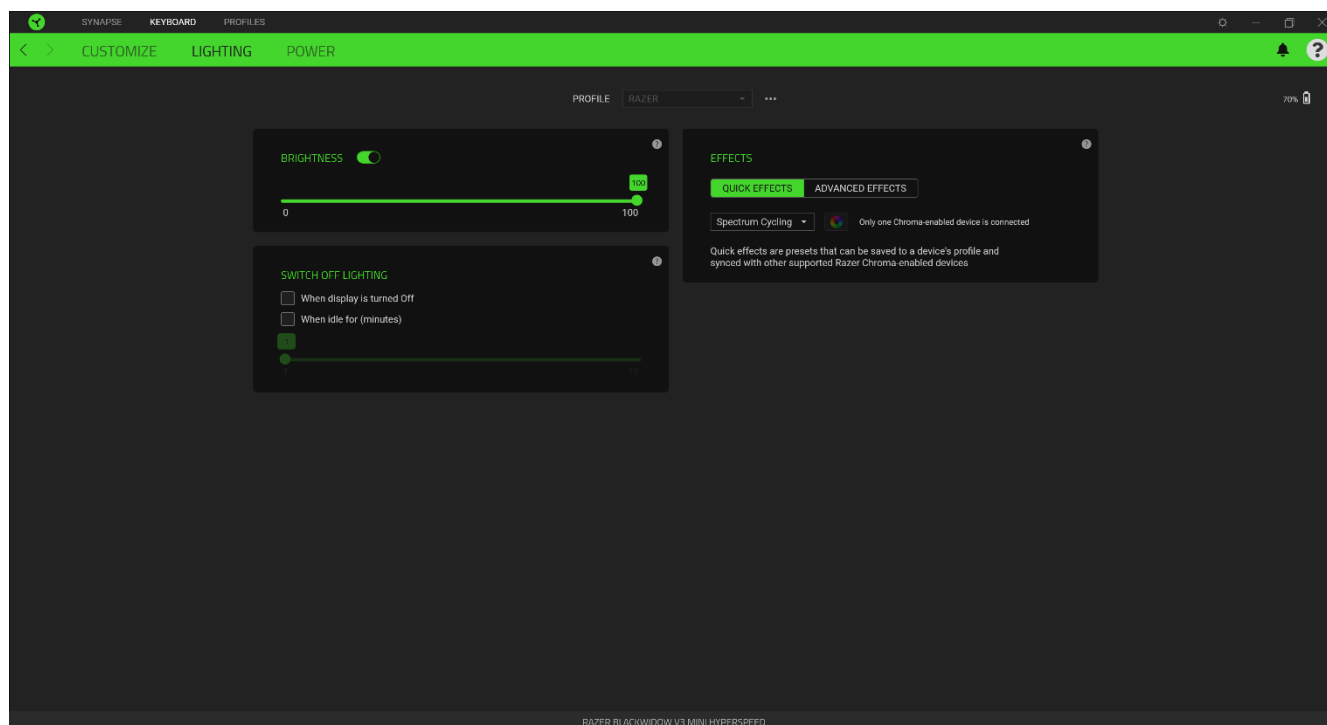 SYNAPSE KEYBOARD PROFILES
CUSTOMIZE LIGHTING POWER
?
PROFILE RAZER
70%
BRIGHTNESS
?
100
0 100
SWITCH OFF LIGHTING
?
When display is turned Off
When idle for (minutes)
1
1 15
EFFECTS
?
QUICK EFFECTS ADVANCED EFFECTS
Spectrum Cycling Only one Chroma-enabled device is connected
Quick effects are presets that can be saved to a device's profile and
synced with other supported Razer Chroma-enabled devices
RAZER BLACKWIDOW V3 MINI HYPERSPEED